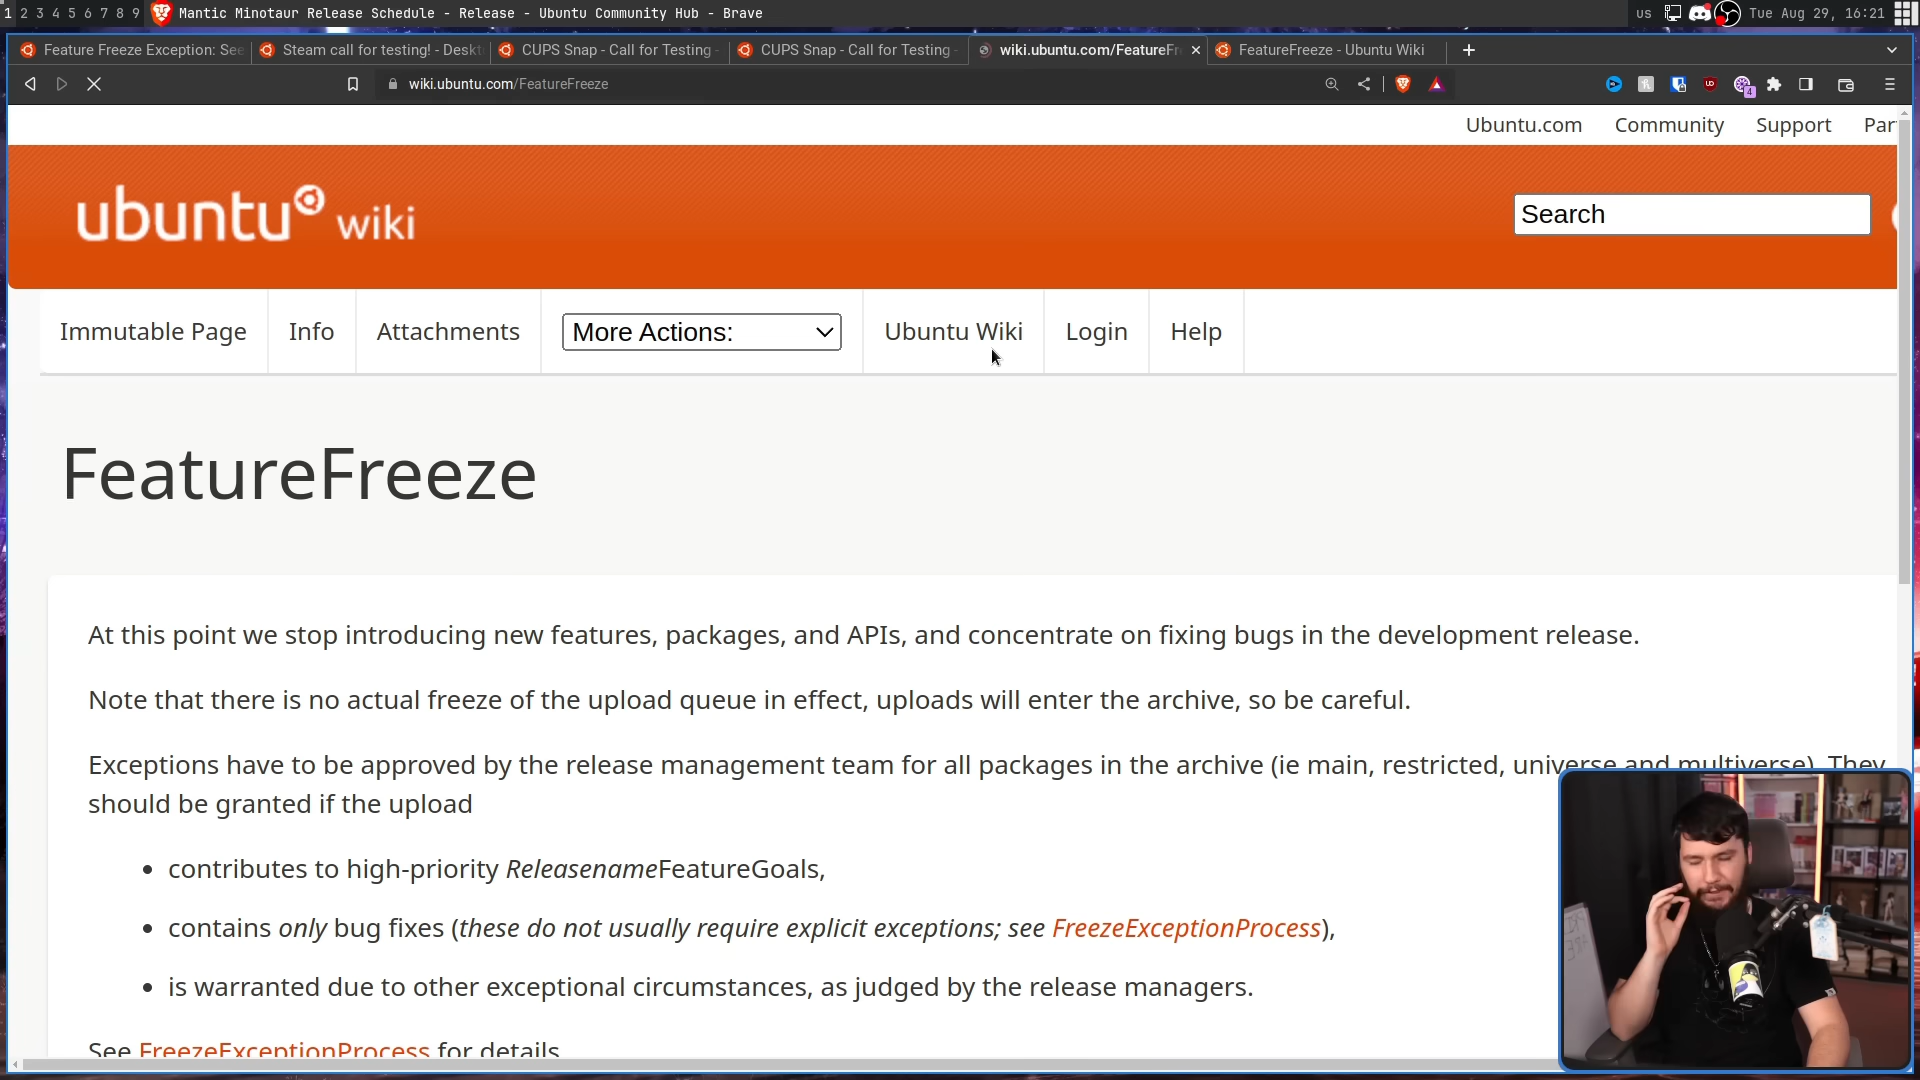 1 2 3 4 5 6 7 8 9 Mantic Minotaur Release Schedule - Release - Ubuntu Community Hub - Brave us Tue Aug 29, 16:21
Feature Freeze Exception: See Steam call for testing! - Deskt CUPS Snap - Call for Testing - CUPS Snap - Call for Testing - wiki.ubuntu.com/FeatureFr FeatureFreeze - Ubuntu Wiki
wiki.ubuntu.com/FeatureFreeze 4
Ubuntu.com Community Support Par
ubuntu wiki Search
Immutable Page Info Attachments More Actions: Ubuntu Wiki Login Help
FeatureFreeze
At this point we stop introducing new features, packages, and APIs, and concentrate on fixing bugs in the development release.
Note that there is no actual freeze of the upload queue in effect, uploads will enter the archive, so be careful.
Exceptions have to be approved by the release management team for all packages in the archive (ie main, restricted, universe and multiverse). They
should be granted if the upload
• contributes to high-priority ReleasenameFeatureGoals,
• contains only bug fixes (these do not usually require explicit exceptions; see FreezeExceptionProcess),
• is warranted due to other exceptional circumstances, as judged by the release managers.
See FreezeExceptionProcess for details